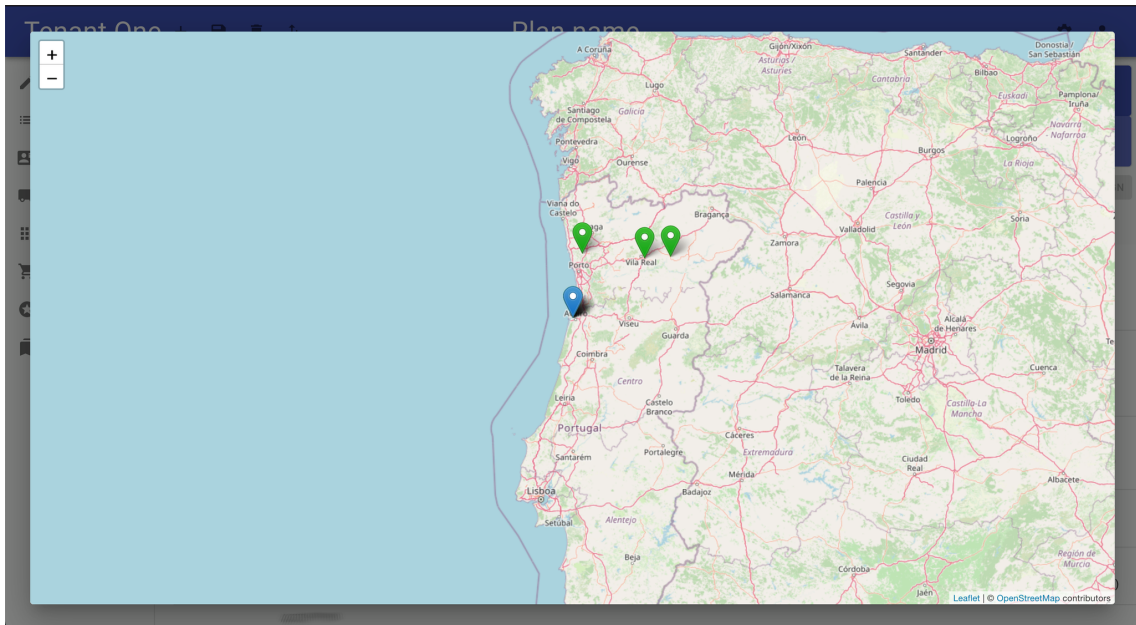 Tenant One
Plan name
+
−
A Coruña
Gijón/Xixón
Asturias /
Asturies
Santander
Donostia /
San Sebastián
Cantabria
Bilbao
Lugo
Euskadi
Pamplona/
Iruña
Santiago
de Compostela
Galicia
Pontevedra
León
Logroño
Navarra
Nafarroa
Vigo
Ourense
Burgos
La Rioja
Palencia
Viana do
Castelo
Bragança
Castilla y
León
Soria
Valladolid
Zamora
Porto
Vila Real
Segovia
Salamanca
Viseu
Guarda
Ávila
Alcalá
de Henares
Madrid
Coimbra
Talavera
de la Reina
Cuenca
Centro
Leiria
Castelo
Branco
Toledo
Castilla-La
Mancha
Portugal
Cáceres
Santarém
Portalegre
Extremadura
Ciudad
Real
Mérida
Albacete
Lisboa
Badajoz
Setúbal
Alentejo
Beja
Región de
Murcia
Córdoba
Jaén
Leaflet | © OpenStreetMap contributors